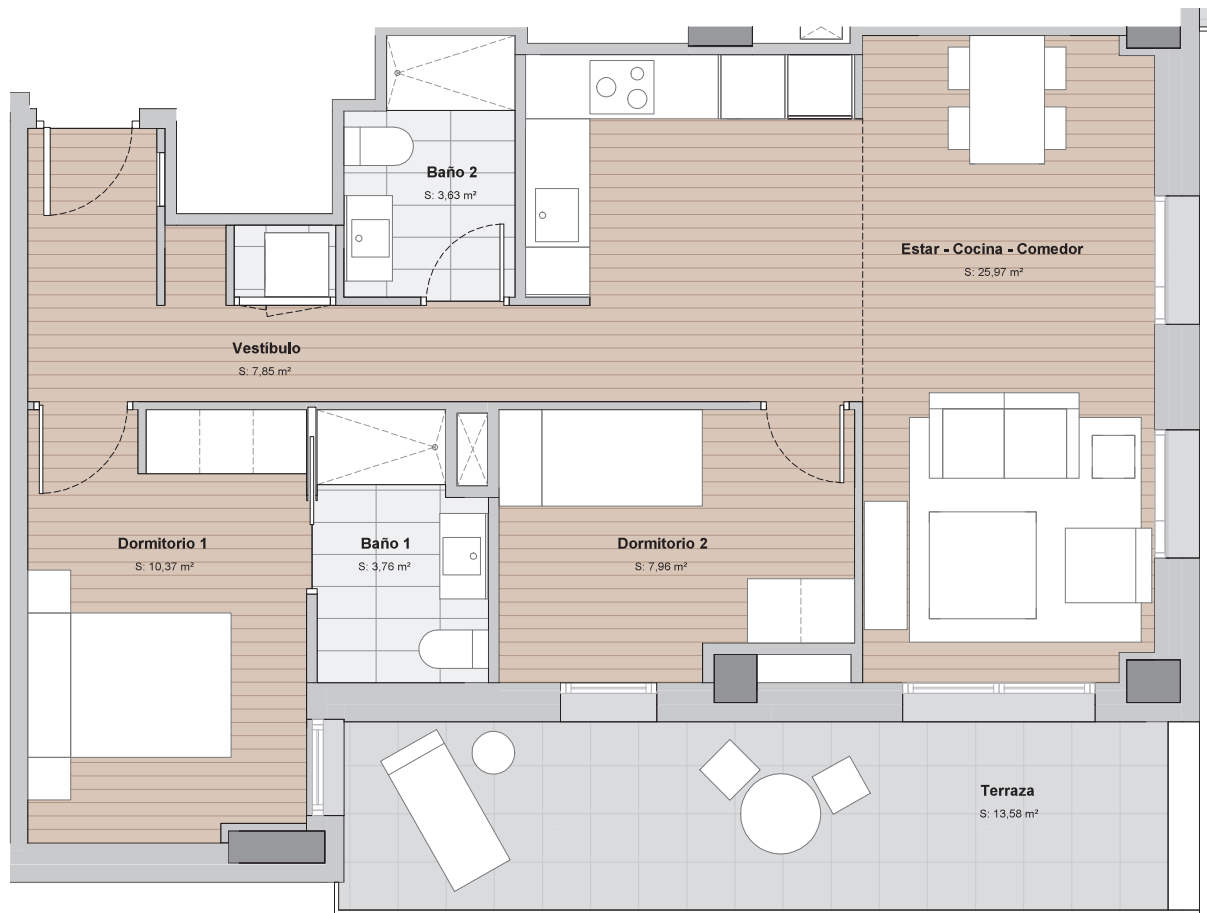 Baño 2
S: 3,63 m²
Estar - Cocina - Comedor
S: 25,97 m²
Vestíbulo
S: 7,85 m²
Dormitorio 1
S: 10,37 m²
Baño 1
S: 3,76 m²
Dormitorio 2
S: 7,96 m²
Terraza
S: 13,58 m²